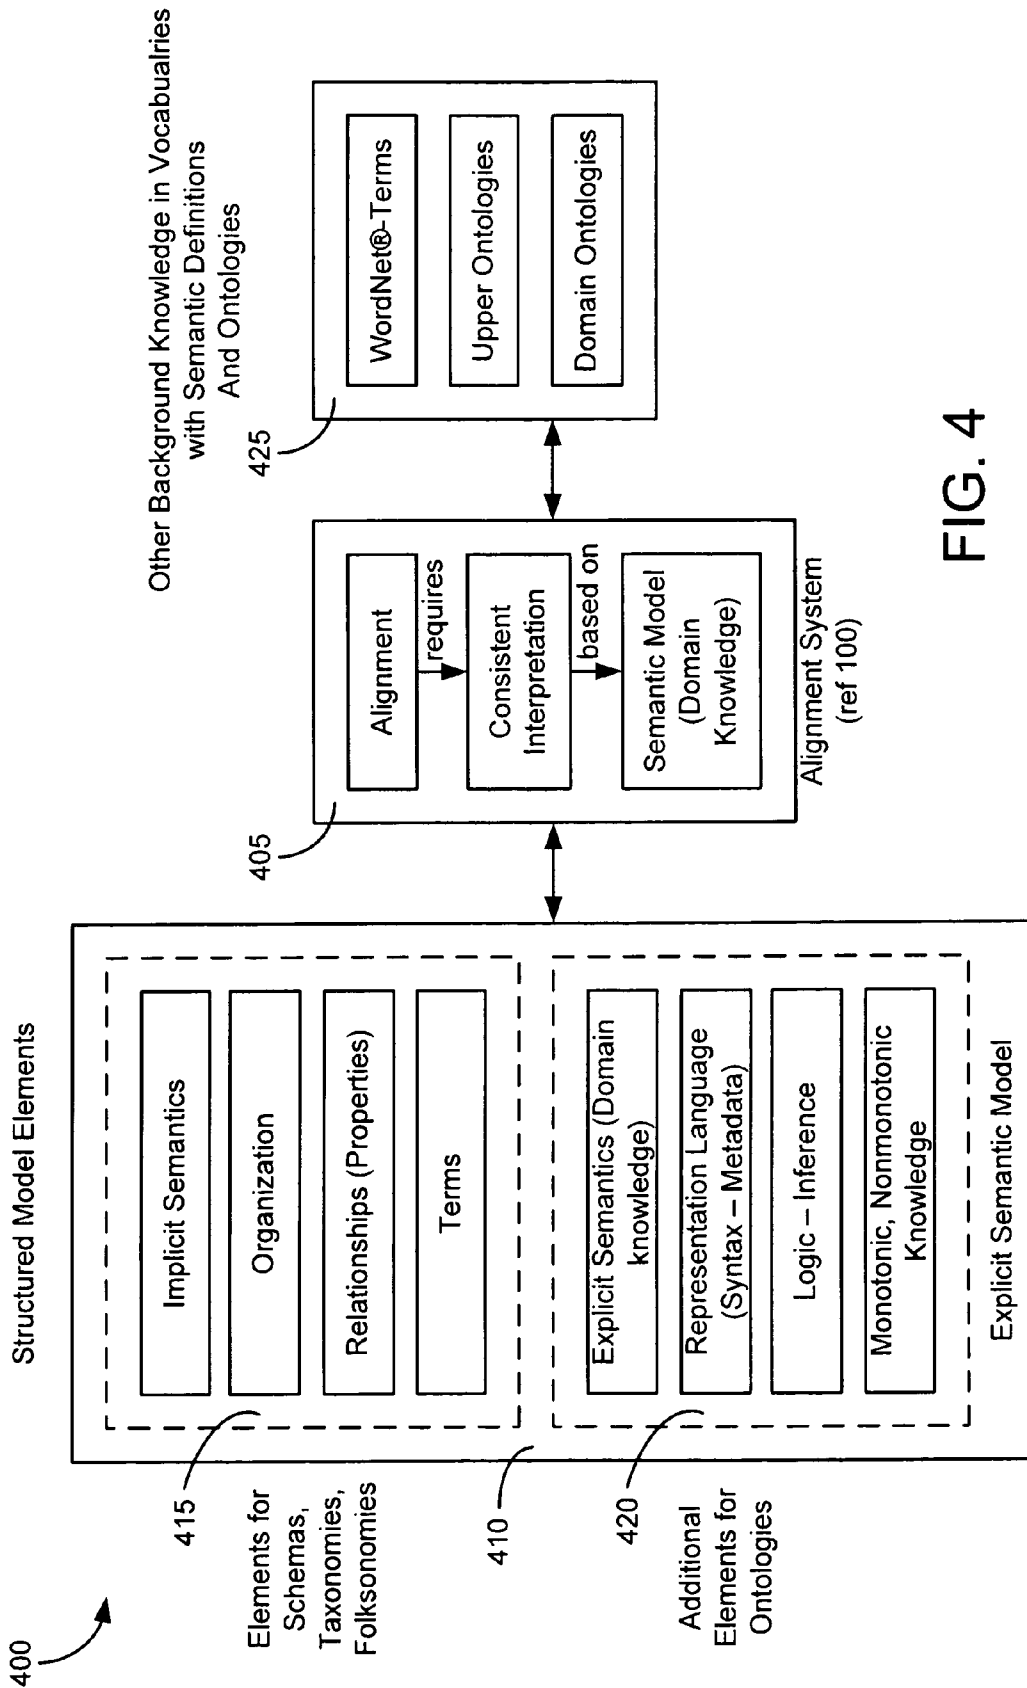 400
Structured Model Elements
415
Elements for
Schemas,
Taxonomies,
Folksonomies
Implicit Semantics
Organization
Relationships (Properties)
Terms
410
420
Additional
Elements for
Ontologies
Explicit Semantics (Domain
knowledge)
Representation Language
(Syntax – Metadata)
Logic – Inference
Monotonic, Nonmonotonic
Knowledge
Explicit Semantic Model
405
Alignment
requires
Consistent
Interpretation
based on
Semantic Model
(Domain
Knowledge)
Alignment System
(ref 100)
Other Background Knowledge in Vocabualries
with Semantic Definitions
And Ontologies
425
WordNet®-Terms
Upper Ontologies
Domain Ontologies
FIG. 4